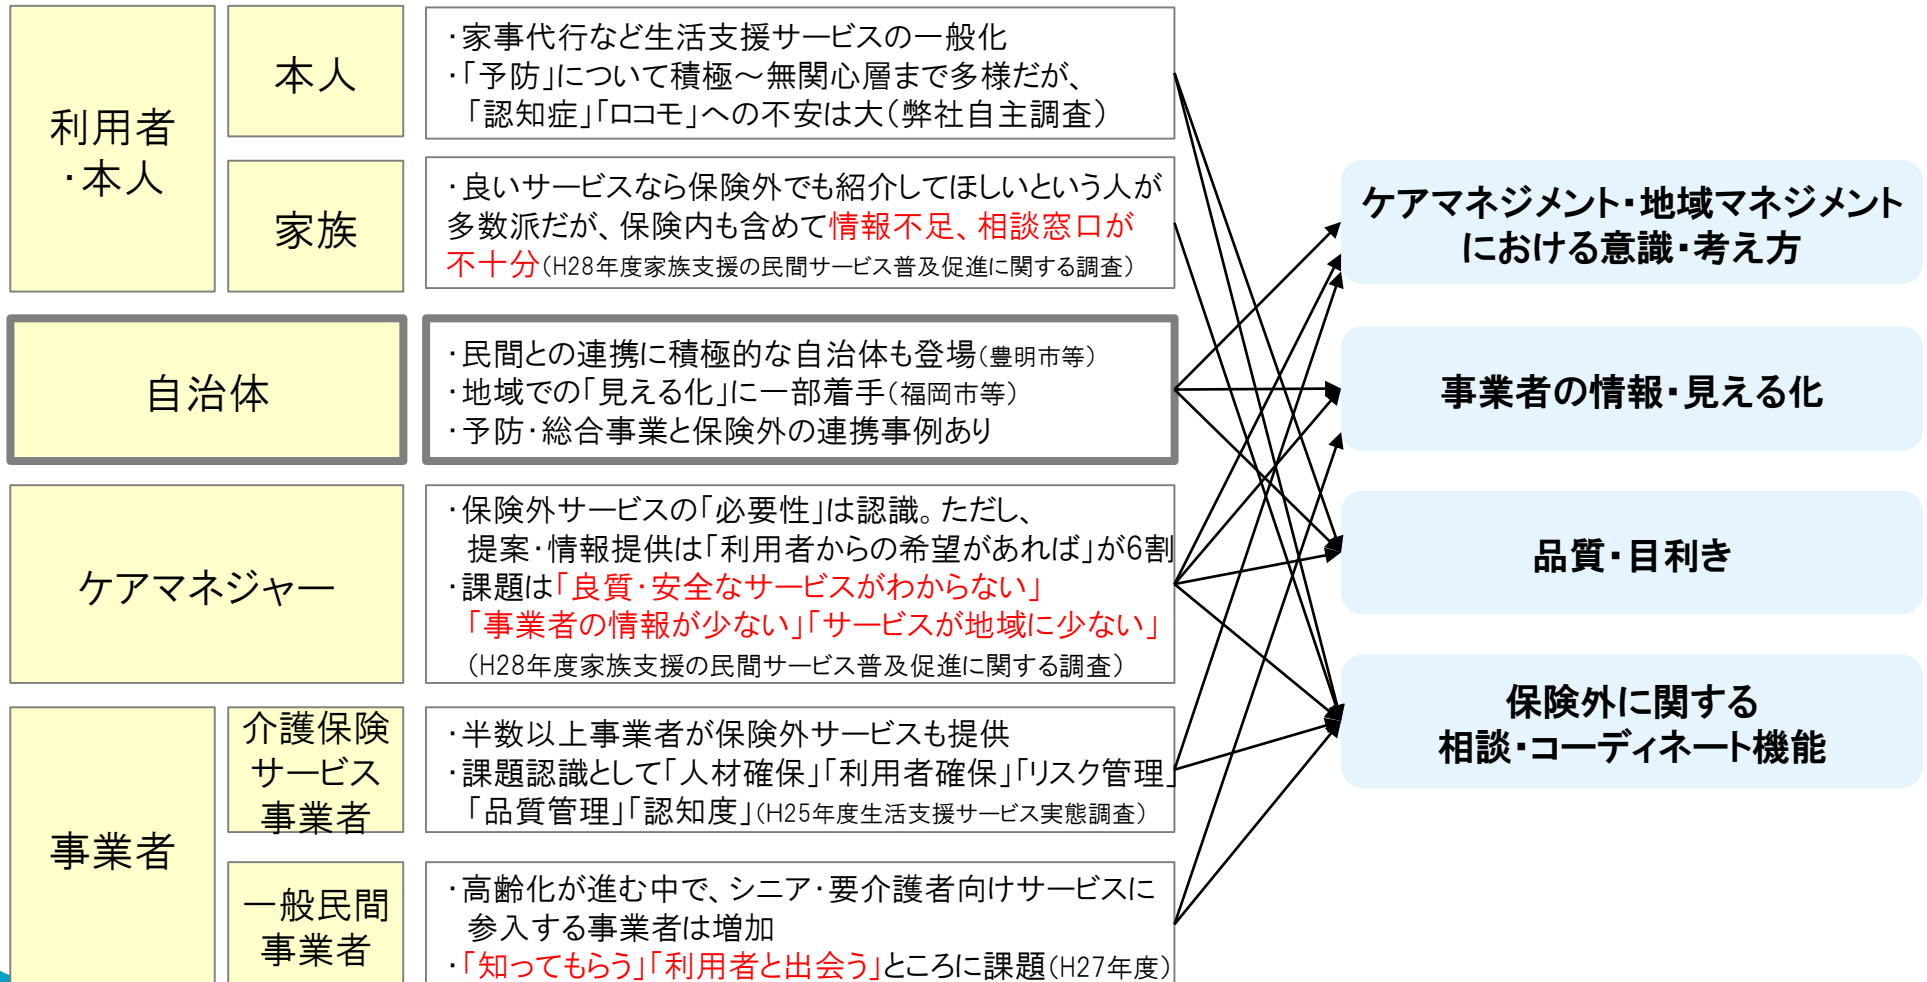 利用者
・本人
本人
・家事代行など生活支援サービスの一般化
・「予防」について積極～無関心層まで多様だが、
「認知症」「ロコモ」への不安は大（弊社自主調査）
家族
・良いサービスなら保険外でも紹介してほしいという人が
多数派だが、保険内も含めて情報不足、相談窓口が
不十分（H28年度家族支援の民間サービス普及促進に関する調査）
自治体
・民間との連携に積極的な自治体も登場（豊明市等）
・地域での「見える化」に一部着手（福岡市等）
・予防・総合事業と保険外の連携事例あり
ケアマネジャー
・保険外サービスの「必要性」は認識。ただし、
提案・情報提供は「利用者からの希望があれば」が6割
・課題は「良質・安全なサービスがわからない」
「事業者の情報が少ない」「サービスが地域に少ない」
（H28年度家族支援の民間サービス普及促進に関する調査）
事業者
介護保険
サービス
事業者
・半数以上事業者が保険外サービスも提供
・課題認識として「人材確保」「利用者確保」「リスク管理」
「品質管理」「認知度」（H25年度生活支援サービス実態調査）
一般民間
事業者
・高齢化が進む中で、シニア・要介護者向けサービスに
参入する事業者は増加
・「知ってもらう」「利用者と出会う」ところに課題（H27年度）
ケアマネジメント・地域マネジメント
における意識・考え方
事業者の情報・見える化
品質・目利き
保険外に関する
相談・コーディネート機能